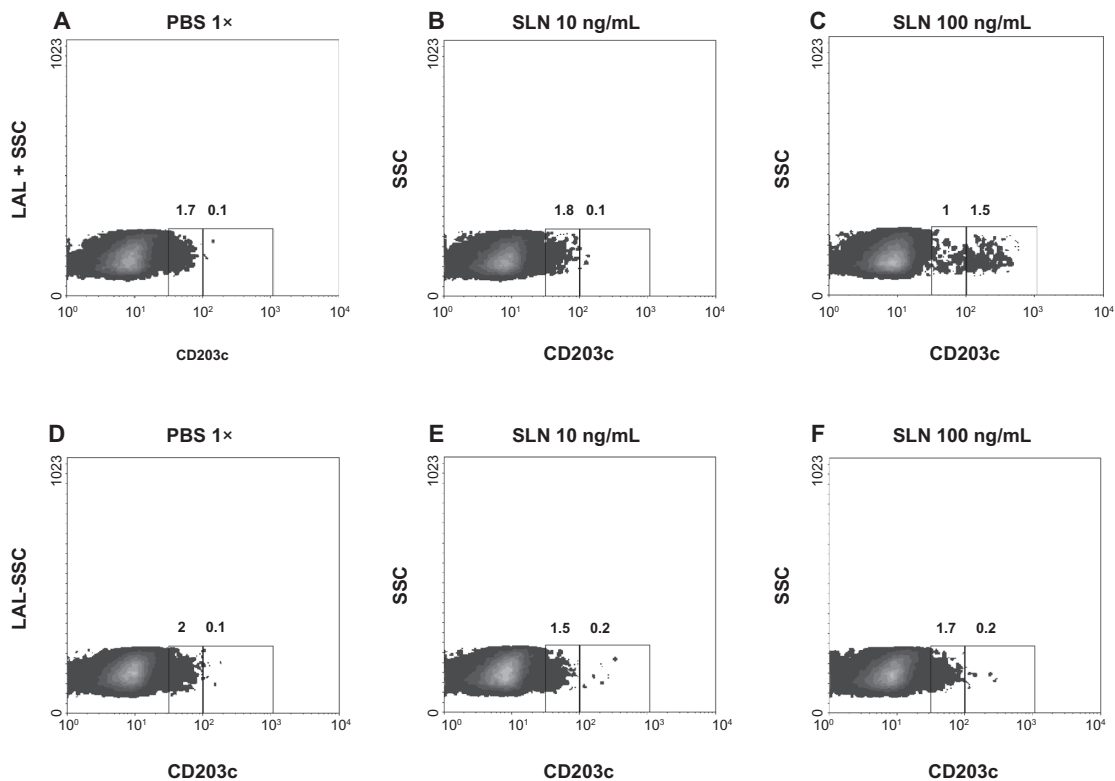 A PBS 1×
1023
LAL + SSC
1.7 0.1
0
10⁰ 10¹ 10² 10³ 10⁴
CD203c
B SLN 10 ng/mL
1023
SSC
1.8 0.1
0
10⁰ 10¹ 10² 10³ 10⁴
CD203c
C SLN 100 ng/mL
1023
SSC
1 1.5
0
10⁰ 10¹ 10² 10³ 10⁴
CD203c
D PBS 1×
1023
LAL-SSC
2 0.1
0
10⁰ 10¹ 10² 10³ 10⁴
CD203c
E SLN 10 ng/mL
1023
SSC
1.5 0.2
0
10⁰ 10¹ 10² 10³ 10⁴
CD203c
F SLN 100 ng/mL
1023
SSC
1.7 0.2
0
10⁰ 10¹ 10² 10³ 10⁴
CD203c